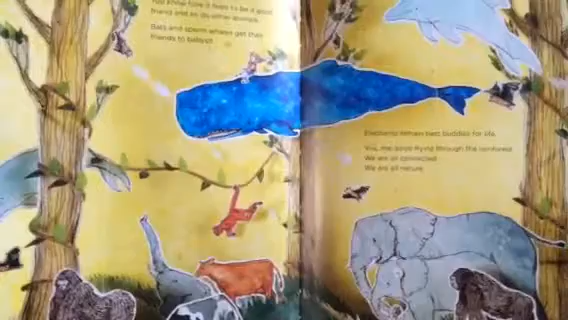 You know how it feels to be a good
friend and so do other animals.
Bats and sperm whales get their
friends to babysit.
Elephants remain best buddies for life.
You, me, birds flying through the rainforest.
We are all connected.
We are all nature.